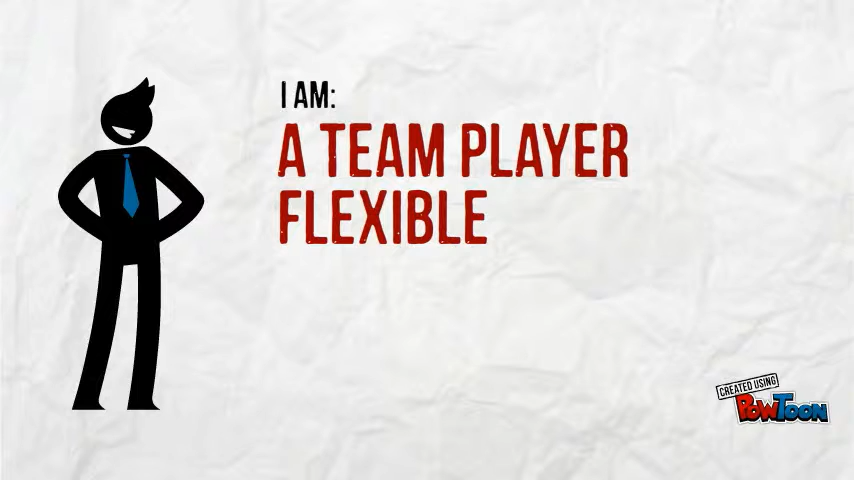 I AM:
A TEAM PLAYER
FLEXIBLE
CREATED USING
POWTOON